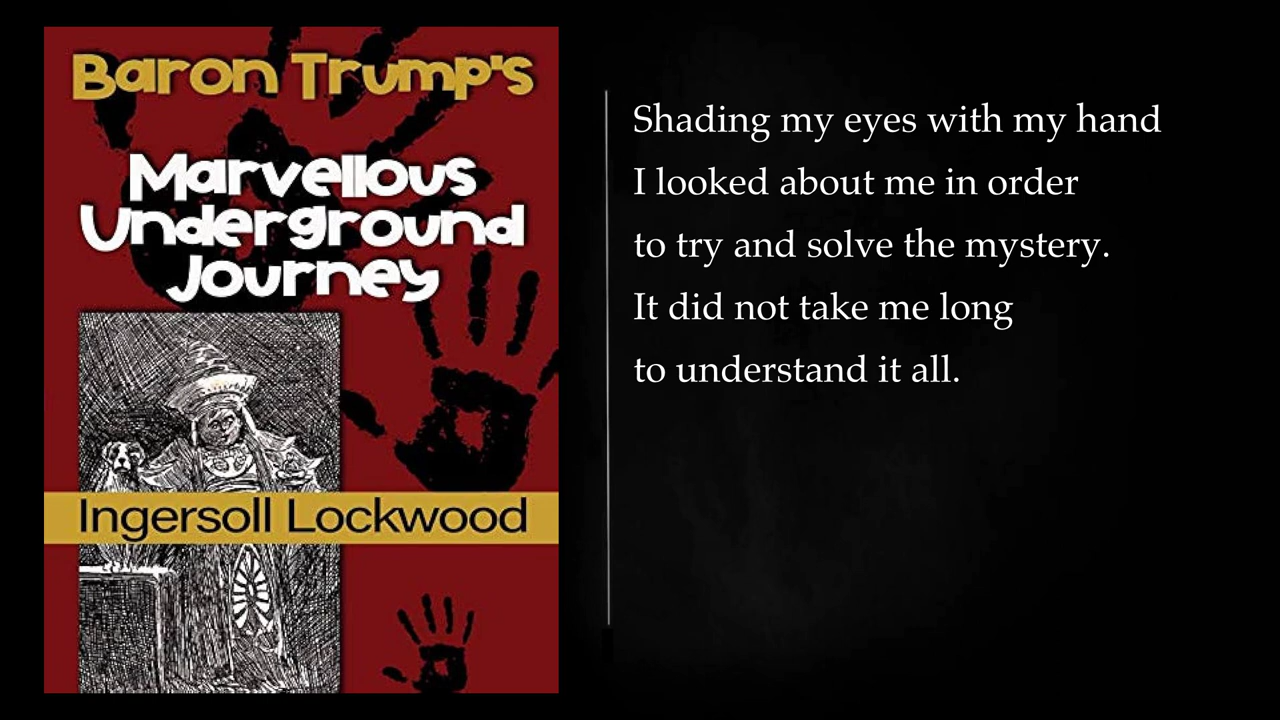 Baron Trump's
Marvellous
Underground
Journey
Ingersoll Lockwood
Shading my eyes with my hand
I looked about me in order
to try and solve the mystery.
It did not take me long
to understand it all.